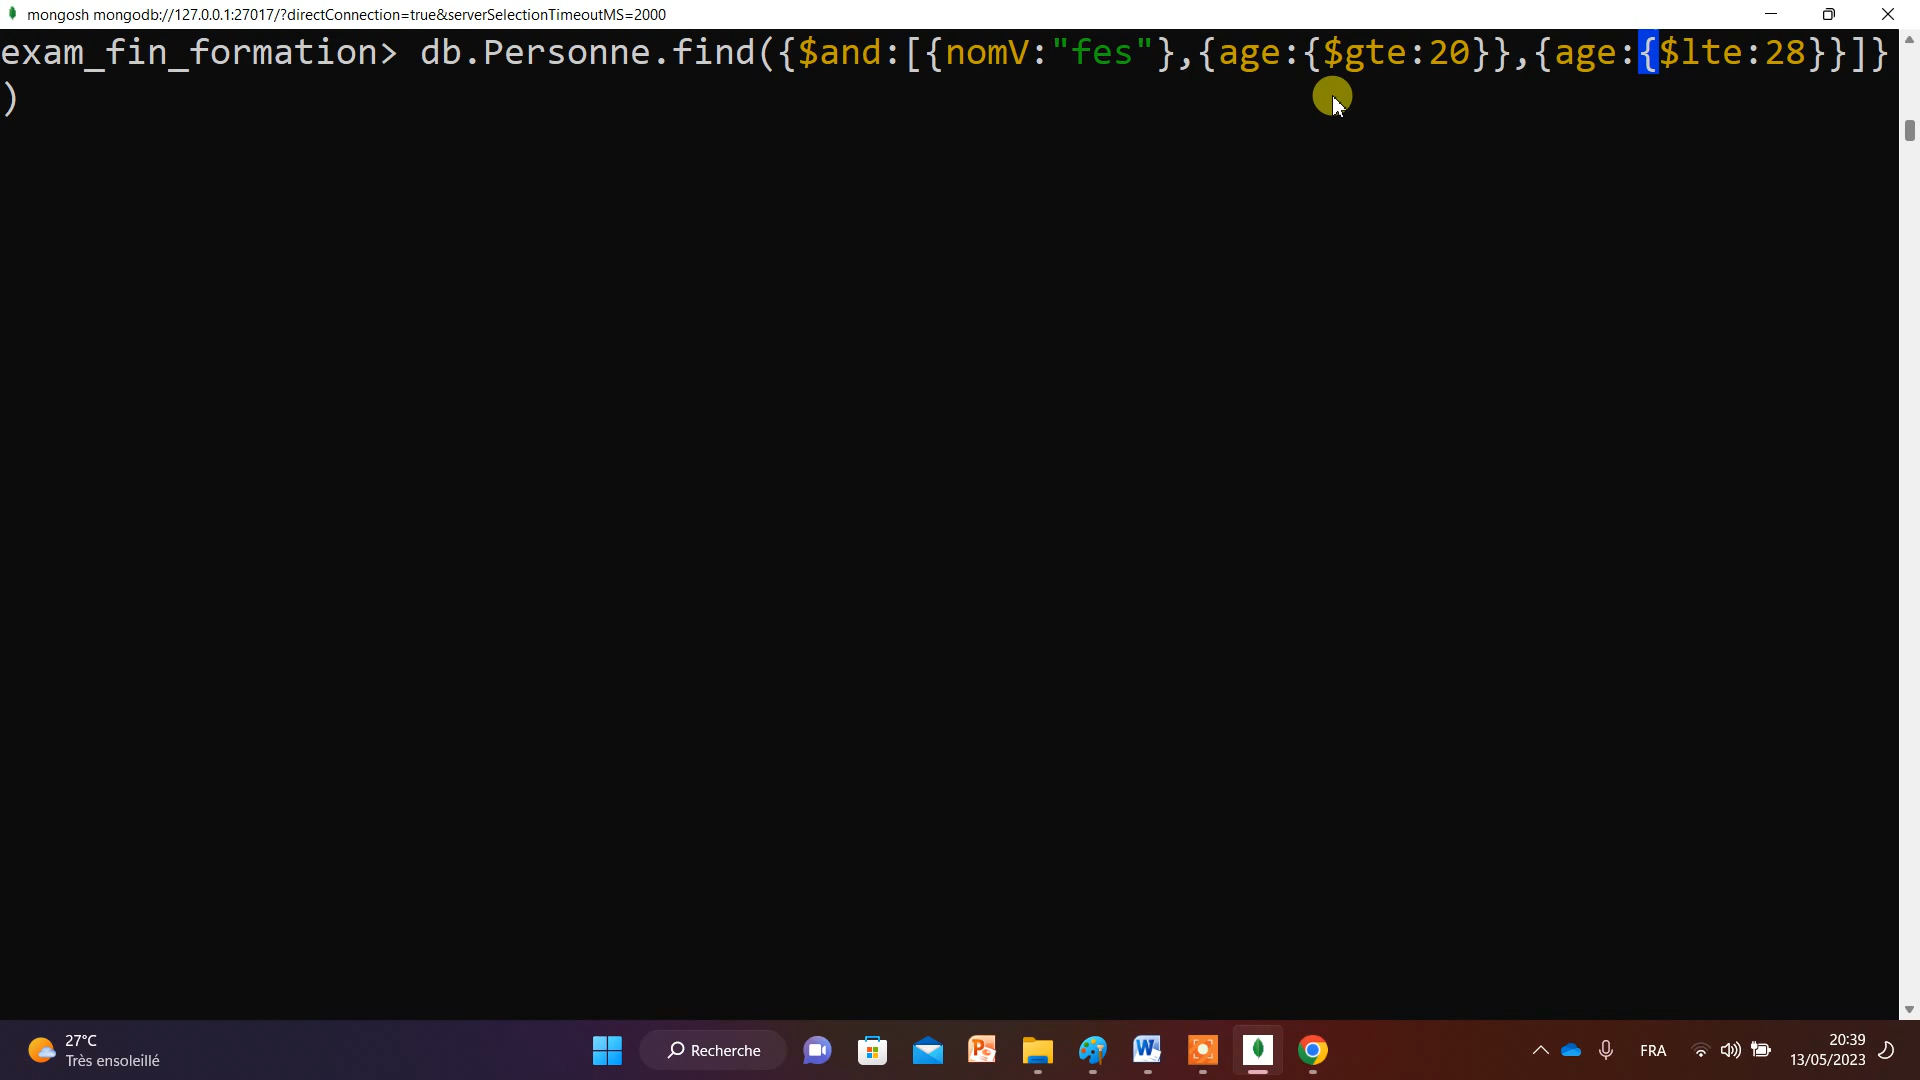 mongosh mongodb://127.0.0.1:27017/?directConnection=true&serverSelectionTimeoutMS=2000
exam_fin_formation> db.Personne.find({$and:[{nomV:"fes"},{age:{$gte:20}},{age:{$lte:28}}]}
)
27°C
Très ensoleillé
Recherche
FRA
20:39
13/05/2023